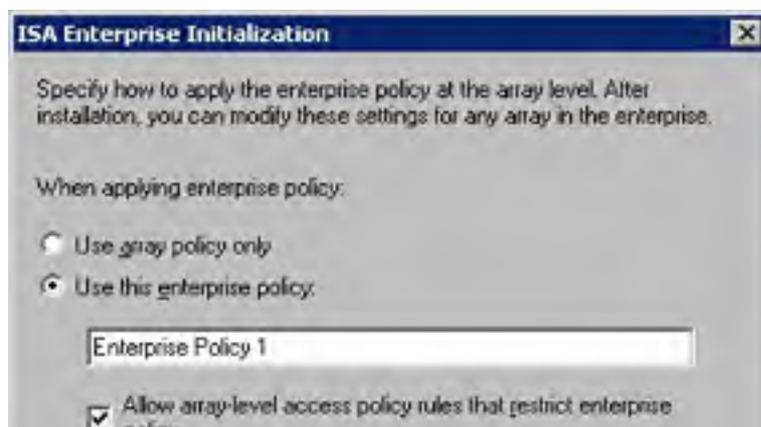 ISA Enterprise Initialization
Specify how to apply the enterprise policy at the array level. After
installation, you can modify these settings for any array in the enterprise.
When applying enterprise policy:
Use array policy only
Use this enterprise policy:
Enterprise Policy 1
Allow array-level access policy rules that restrict enterprise